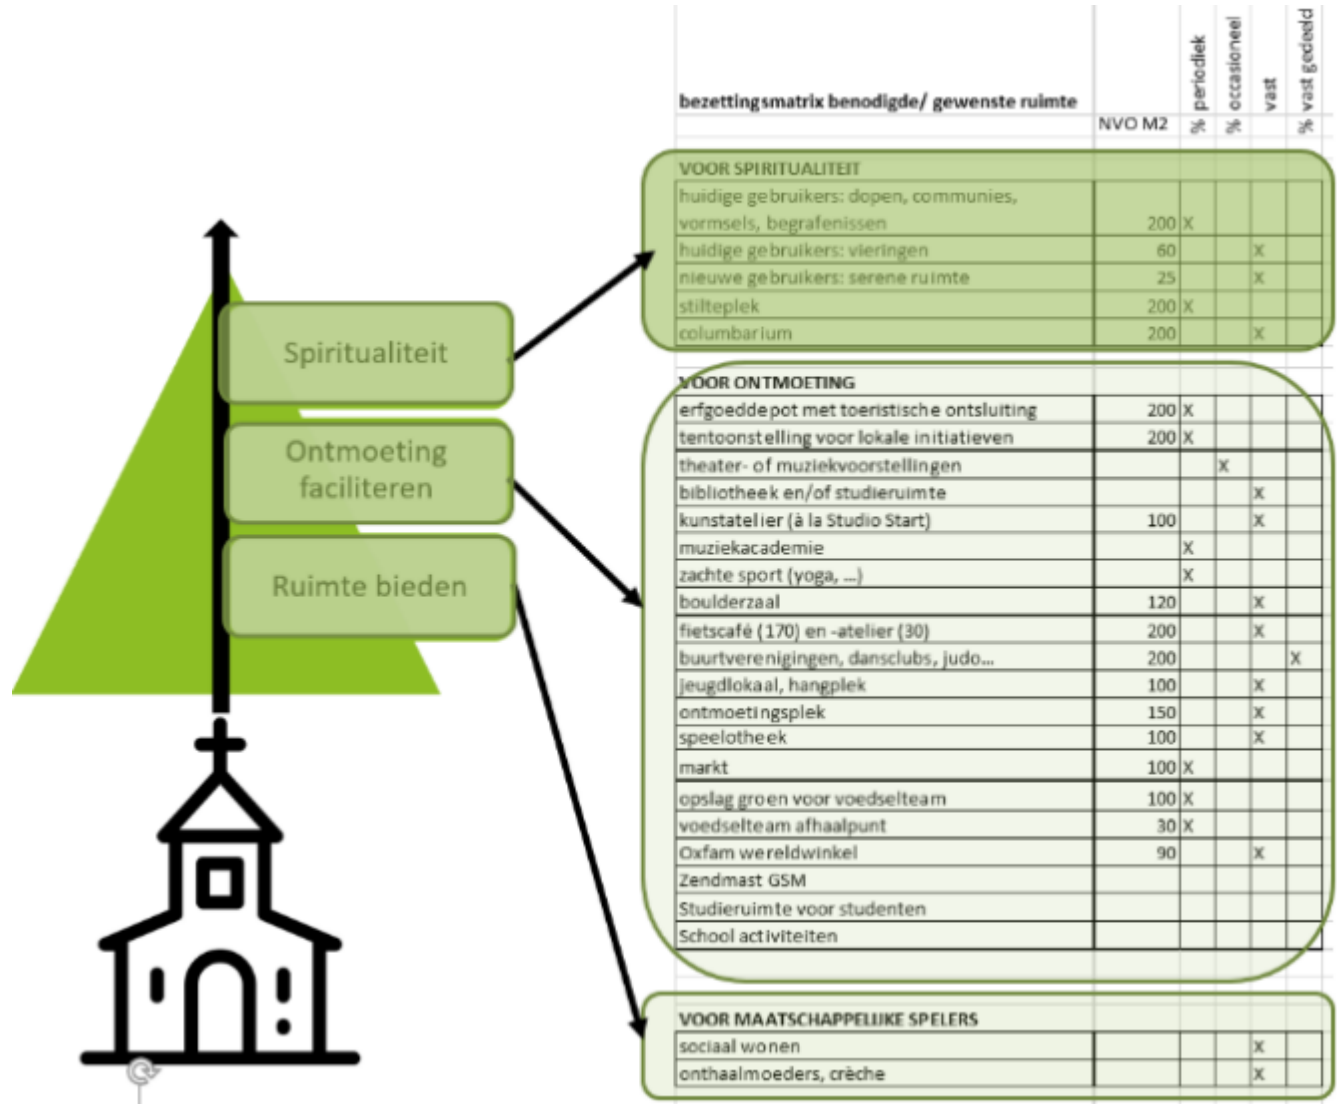 bezettingsmatrix benodigde/ gewenste ruimte
NVO M2
% periodiek
% occasioneel
vast
% vast gedeeld
Spiritualiteit
Ontmoeting
faciliteren
Ruimte bieden
VOOR SPIRITUALITEIT
huidige gebruikers: dopen, communies,
vormsels, begrafenissen 200 X
huidige gebruikers: vieringen 60 X
nieuwe gebruikers: serene ruimte 25 X
stilteplek 200 X
columbarium 200 X
VOOR ONTMOETING
erfgoeddepot met toeristische ontsluiting 200 X
tentoonstelling voor lokale initiatieven 200 X
theater- of muziekvoorstellingen X
bibliotheek en/of studieruimte X
kunstatelier (à la Studio Start) 100 X
muziekacademie X
zachte sport (yoga, ...) X
boulderzaal 120 X
fietscafé (170) en -atelier (30) 200 X
buurtverenigingen, dansclubs, judo... 200 X
jeugdlokaal, hangplek 100 X
ontmoetingsplek 150 X
speelotheek 100 X
markt 100 X
opslag groen voor voedselteam 100 X
voedselteam afhaalpunt 30 X
Oxfam wereldwinkel 90 X
Zendmast GSM
Studieruimte voor studenten
School activiteiten
VOOR MAATSCHAPPELIJKE SPELERS
sociaal wonen X
onthaalmoeders, crèche X